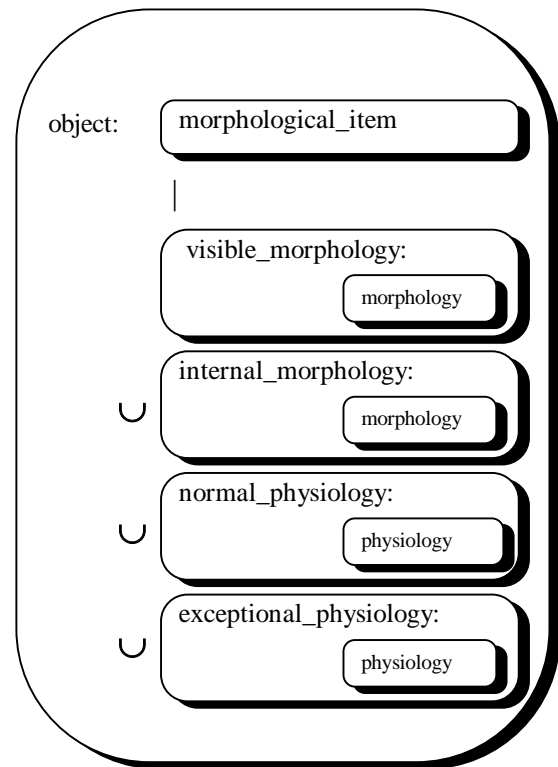 object: morphological_item
|
visible_morphology:
morphology
internal_morphology:
∪ morphology
normal_physiology:
∪ physiology
exceptional_physiology:
∪ physiology